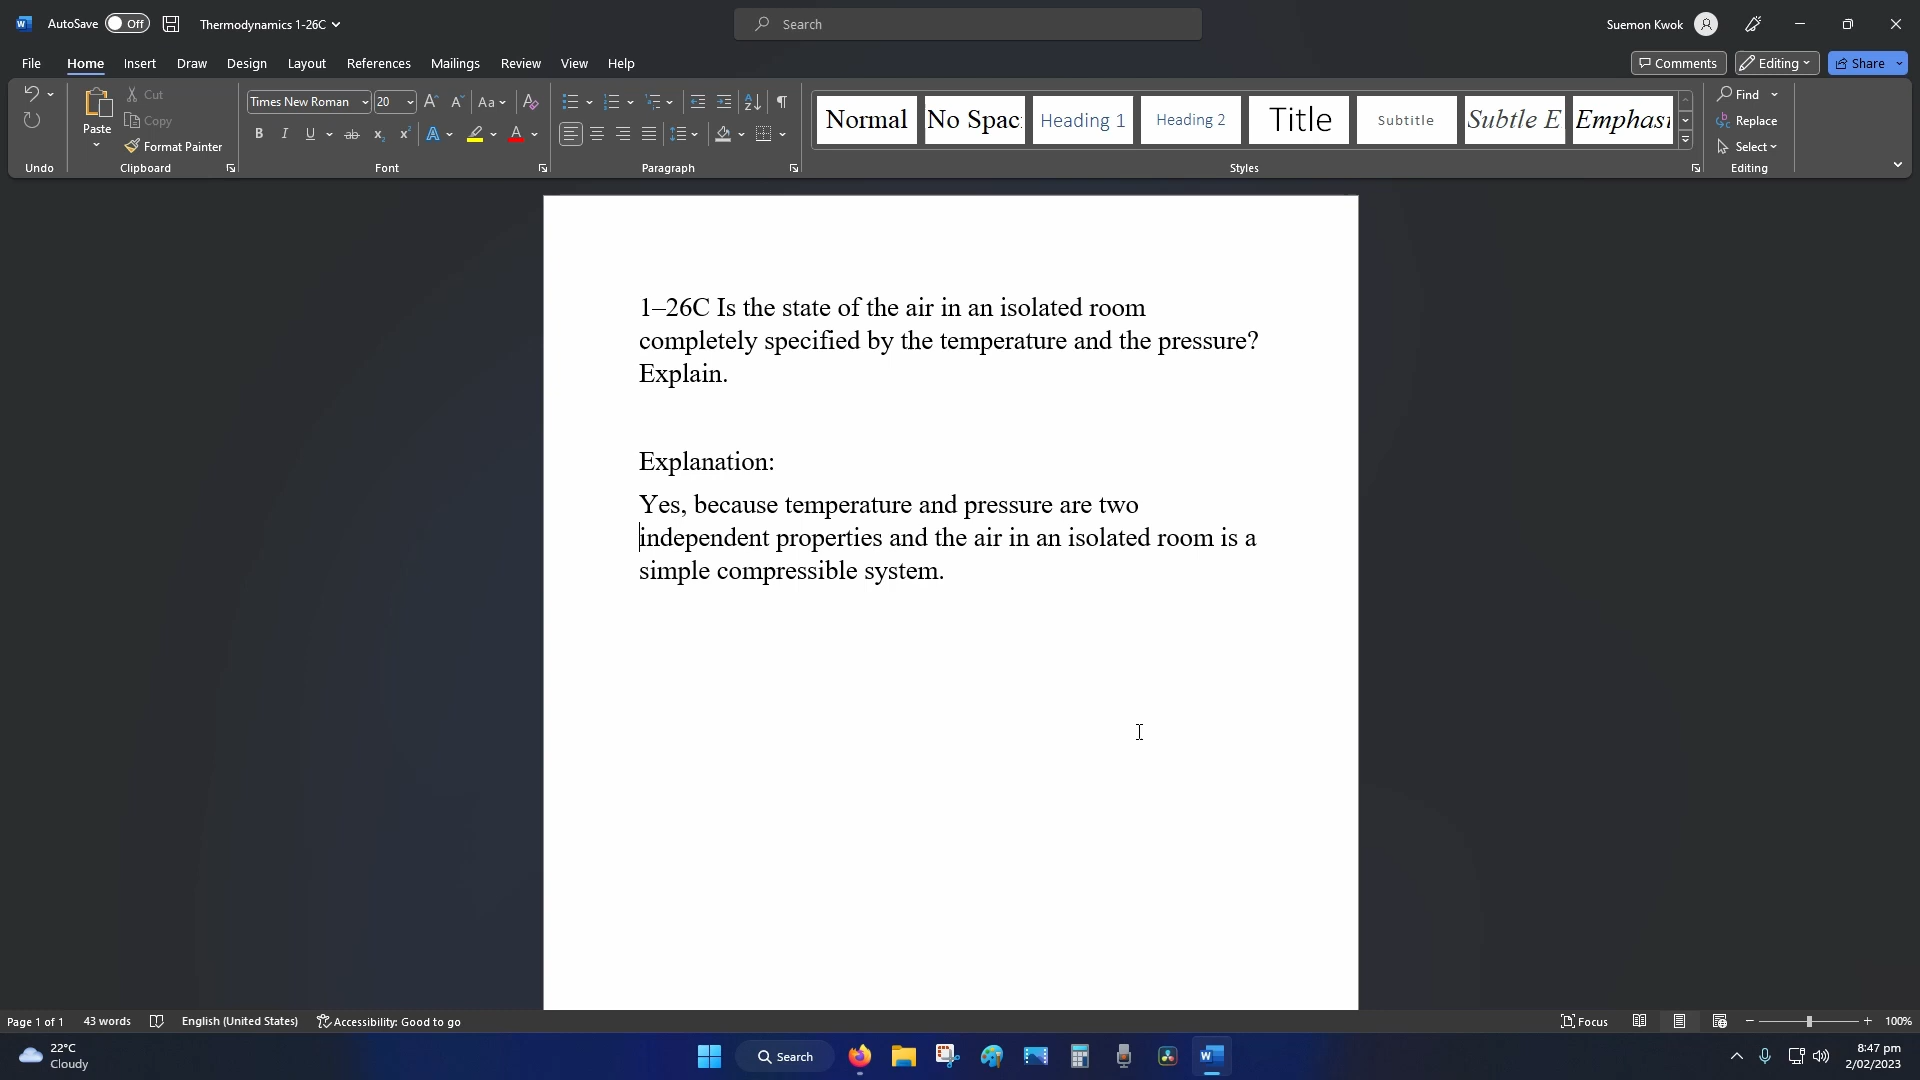 AutoSave Off Thermodynamics 1-26C Search Suemon Kwok
File Home Insert Draw Design Layout References Mailings Review View Help Comments Editing Share
Paste Cut Copy Format Painter
Times New Roman 20 Aa
B I U ab x₂ x² A A
Normal No Spac Heading 1 Heading 2 Title Subtitle Subtle E Emphasi
Find Replace Select
Undo Clipboard Font Paragraph Styles Editing
1–26C Is the state of the air in an isolated room
completely specified by the temperature and the pressure?
Explain.
Explanation:
Yes, because temperature and pressure are two
independent properties and the air in an isolated room is a
simple compressible system.
Page 1 of 1 43 words English (United States) Accessibility: Good to go Focus 100%
22°C
Cloudy
Search
8:47 pm
2/02/2023